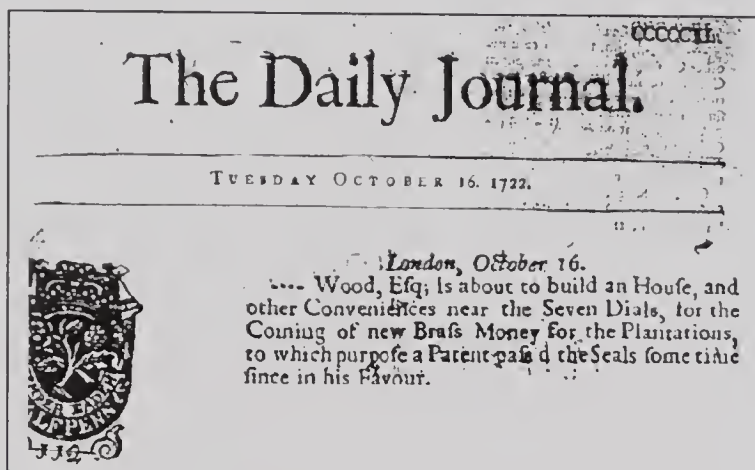 The Daily Journal.
TUESDAY OCTOBER 16. 1722.
London, October 16.
.... Wood, Esq; is about to build an House, and
other Conveniences near the Seven Dials, for the
Coining of new Brass Money for the Plantations,
to which purpose a Patent pass'd the Seals some time
since in his Favour.
LFPENNY